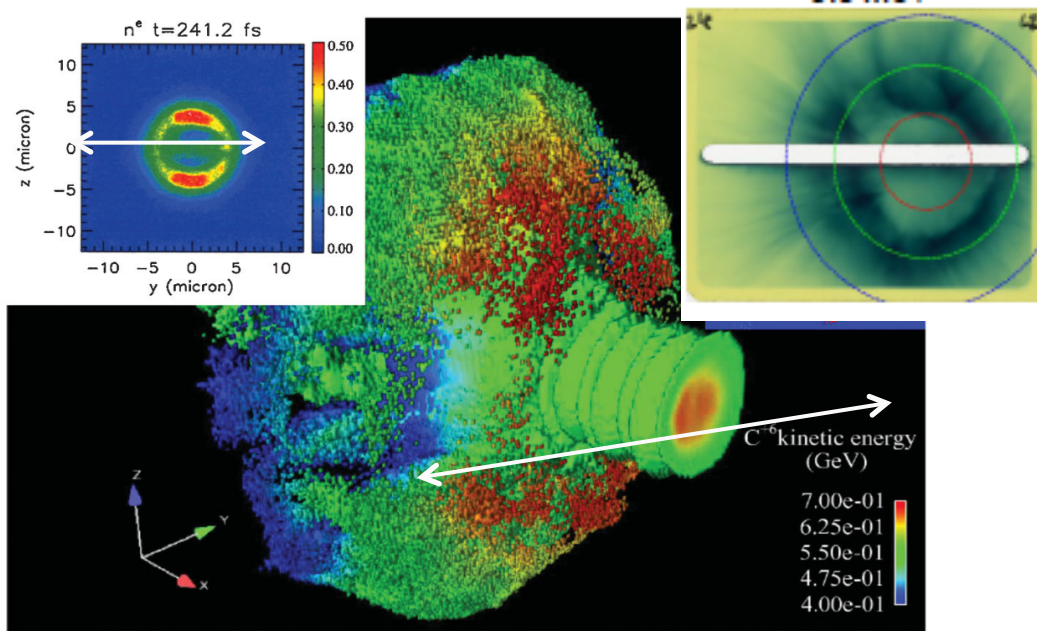 nᵉ t=241.2 fs
z (micron)
10
5
0
−5
−10
−10 −5 0 5 10
y (micron)
0.50
0.40
0.30
0.20
0.10
0.00
Z
Y
X
C⁺⁶kinetic energy
(GeV)
7.00e-01
6.25e-01
5.50e-01
4.75e-01
4.00e-01